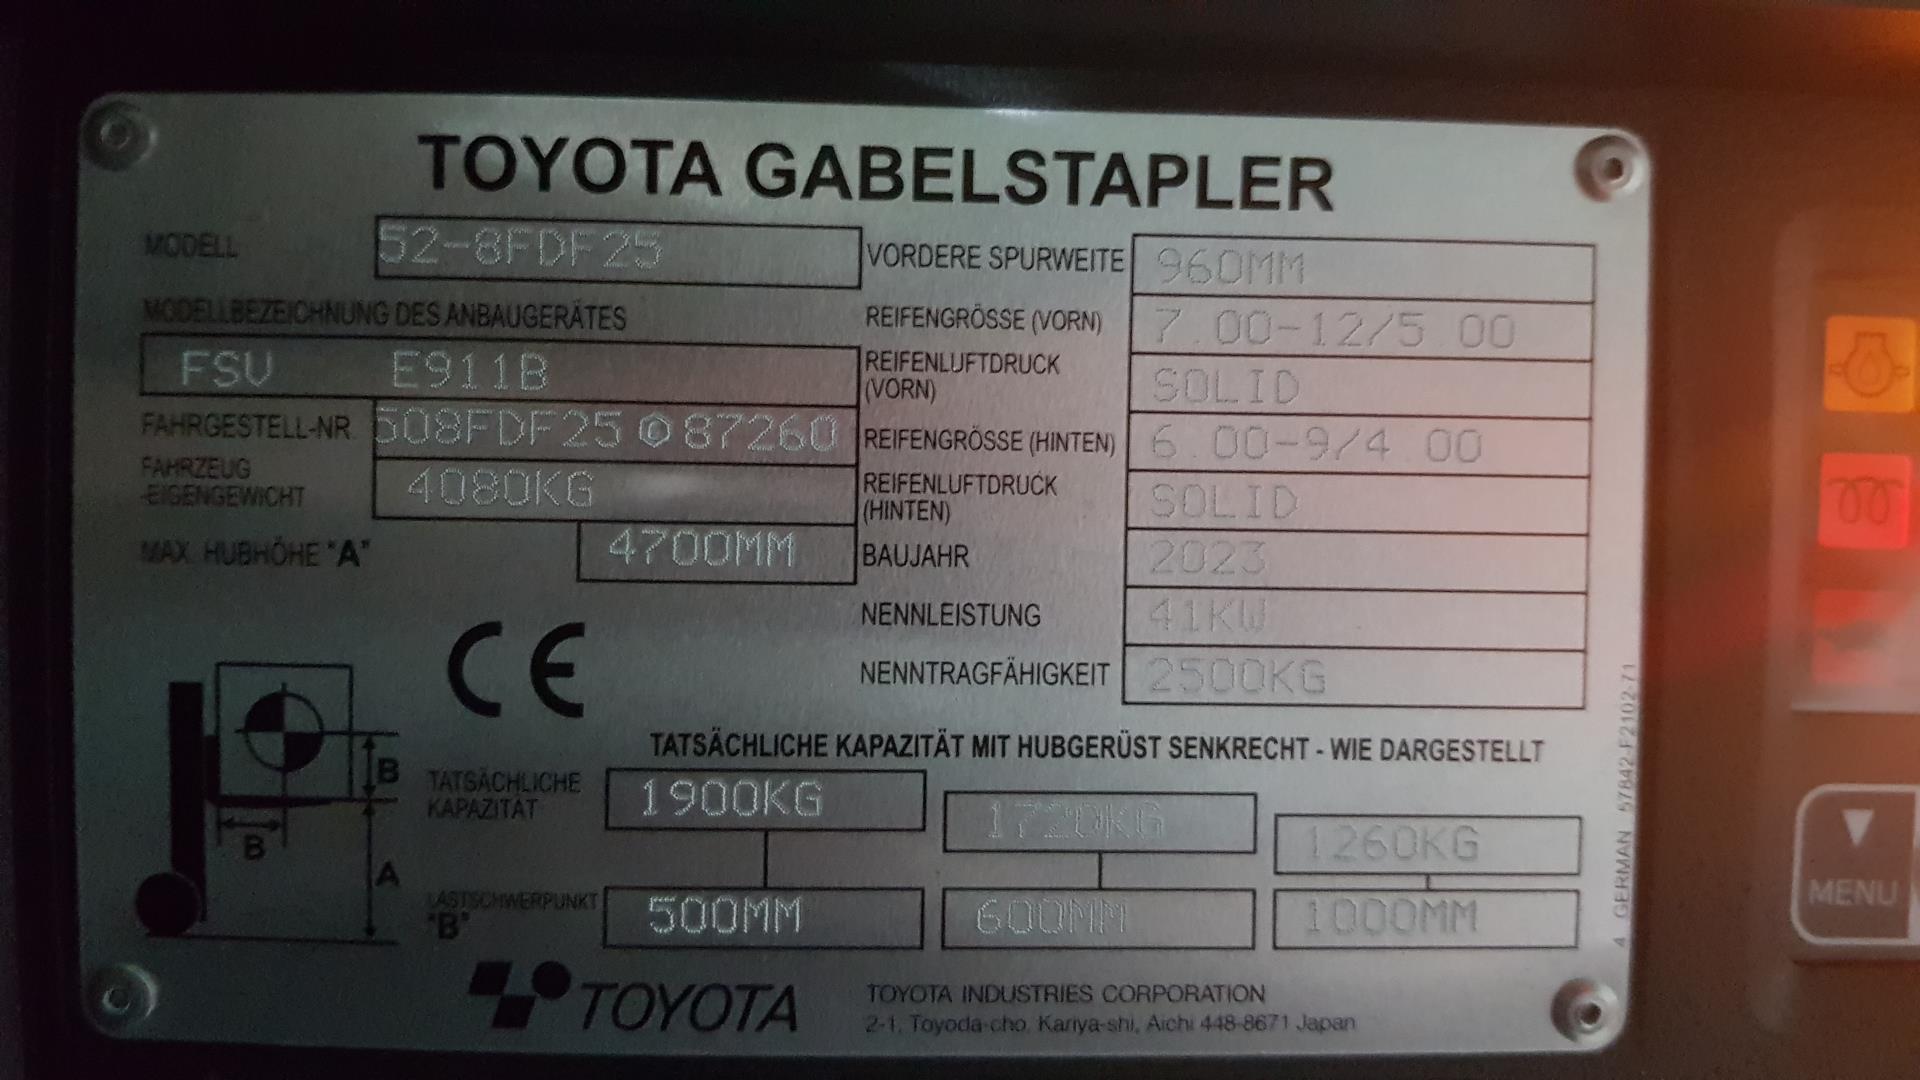 TOYOTA GABELSTAPLER
MODELL 52-8FDF25
MODELLBEZEICHNUNG DES ANBAUGERÄTES
FSV E911B
FAHRGESTELL-NR. 508FDF25 © 87260
FAHRZEUG
-EIGENGEWICHT 4080KG
MAX. HUBHÖHE "A" 4700MM
VORDERE SPURWEITE 960MM
REIFENGRÖSSE (VORN) 7.00-12/5.00
REIFENLUFTDRUCK
(VORN) SOLID
REIFENGRÖSSE (HINTEN) 6.00-9/4.00
REIFENLUFTDRUCK
(HINTEN) SOLID
BAUJAHR 2023
NENNLEISTUNG 41KW
NENNTRAGFÄHIGKEIT 2500KG
CE
TATSÄCHLICHE KAPAZITÄT MIT HUBGERÜST SENKRECHT - WIE DARGESTELLT
B
B
A
TATSÄCHLICHE
KAPAZITÄT 1900KG 1720KG 1260KG
LASTSCHWERPUNKT
"B" 500MM 600MM 1000MM
TOYOTA
TOYOTA INDUSTRIES CORPORATION
2-1, Toyoda-cho, Kariya-shi, Aichi 448-8671 Japan
4 GERMAN 57842-F2102-71
MENU